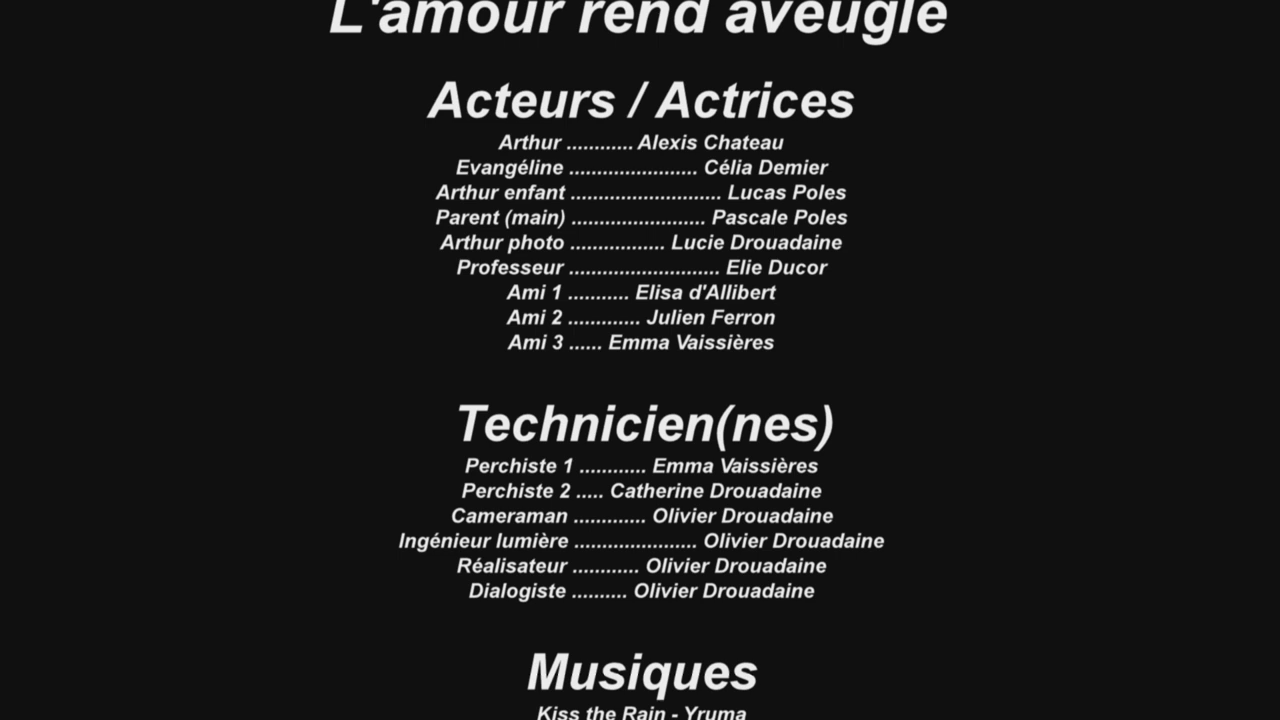 L'amour rend aveugle
Acteurs / Actrices
Arthur ............ Alexis Chateau
Evangéline ....................... Célia Demier
Arthur enfant ........................... Lucas Poles
Parent (main) ........................ Pascale Poles
Arthur photo ................. Lucie Drouadaine
Professeur ........................... Elie Ducor
Ami 1 ........... Elisa d'Allibert
Ami 2 ............. Julien Ferron
Ami 3 ...... Emma Vaissières
Technicien(nes)
Perchiste 1 ............ Emma Vaissières
Perchiste 2 ..... Catherine Drouadaine
Cameraman ............. Olivier Drouadaine
Ingénieur lumière ...................... Olivier Drouadaine
Réalisateur ............ Olivier Drouadaine
Dialogiste .......... Olivier Drouadaine
Musiques
Kiss the Rain - Yruma